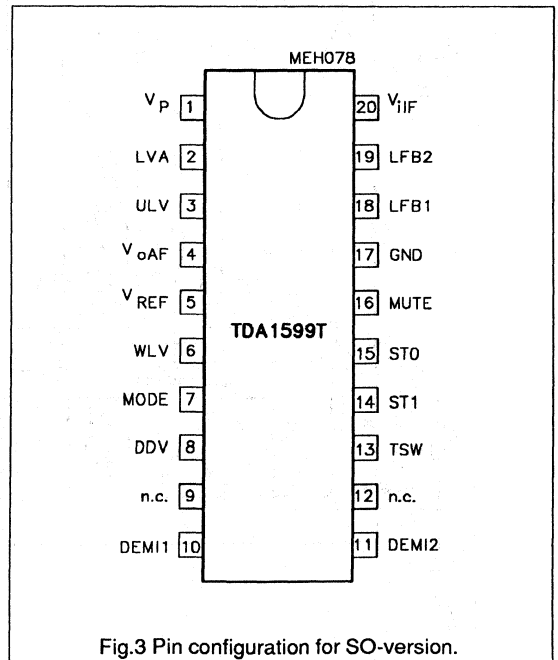 MEH078
VP 1
20 ViIF
LVA 2
19 LFB2
ULV 3
18 LFB1
VoAF 4
17 GND
VREF 5
16 MUTE
TDA1599T
WLV 6
15 ST0
MODE 7
14 ST1
DDV 8
13 TSW
n.c. 9
12 n.c.
DEMI1 10
11 DEMI2
Fig.3 Pin configuration for SO-version.